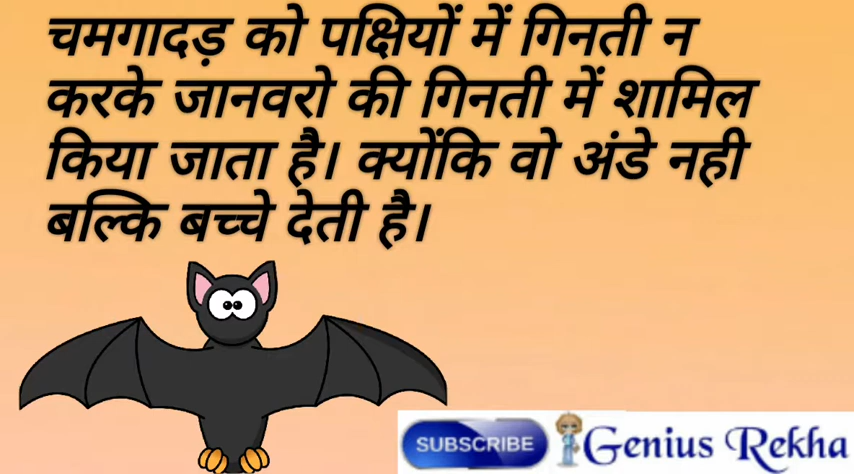 चमगादड़ को पक्षियों में गिनती न
करके जानवरो की गिनती में शामिल
किया जाता है। क्योंकि वो अंडे नही
बल्कि बच्चे देती है।
SUBSCRIBE Genius Rekha